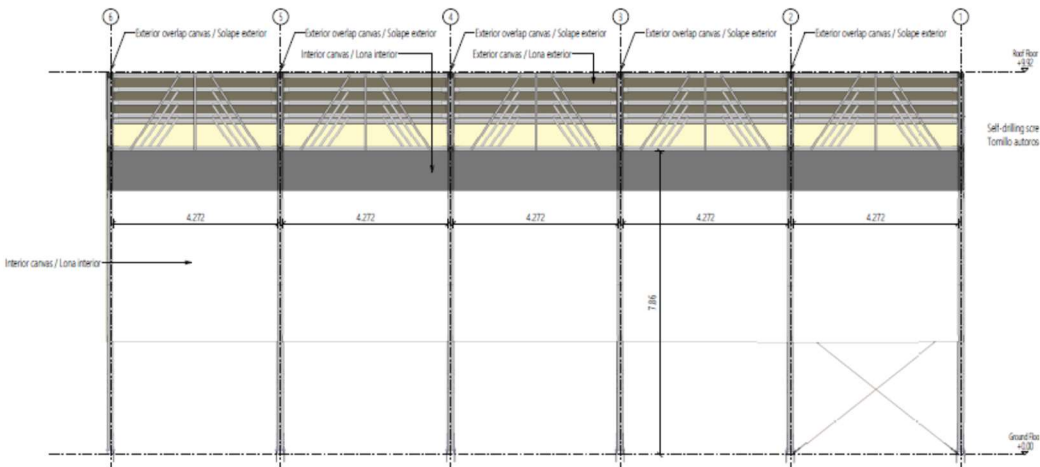 6 5 4 3 2 1
Exterior overlap canvas / Solape exterior Exterior overlap canvas / Solape exterior Exterior overlap canvas / Solape exterior Exterior overlap canvas / Solape exterior Exterior overlap canvas / Solape exterior
Interior canvas / Lona interior Exterior canvas / Lona exterior
Roof Floor
+9.92
Self-drilling scre
Tornillo autoros
4.272 4.272 4.272 4.272 4.272
Interior canvas / Lona interior
7.86
Ground Floo
+0.00